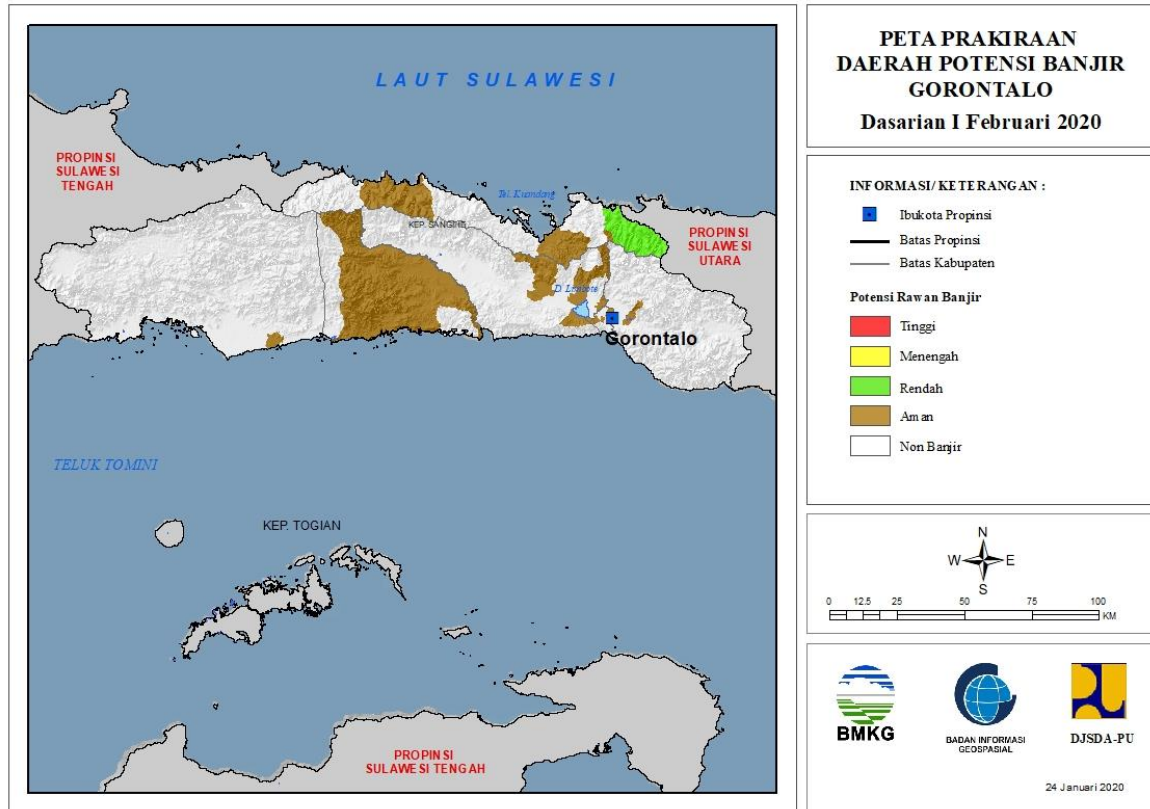 LAUT SULAWESI
PROPINSI
SULAWESI
TENGAH
Tel. Kuandang
KEP. SANGIHE
PROPINSI
SULAWESI
UTARA
D. Limboto
Gorontalo
TELUK TOMINI
KEP. TOGIAN
PROPINSI
SULAWESI TENGAH
PETA PRAKIRAAN
DAERAH POTENSI BANJIR
GORONTALO
Dasarian I Februari 2020
INFORMASI/ KETERANGAN :
Ibukota Propinsi
Batas Propinsi
Batas Kabupaten
Potensi Rawan Banjir
Tinggi
Menengah
Rendah
Aman
Non Banjir
N
W E
S
0 12.5 25 50 75 100
KM
BMKG
BADAN INFORMASI
GEOSPASIAL
DJSDA-PU
24 Januari 2020